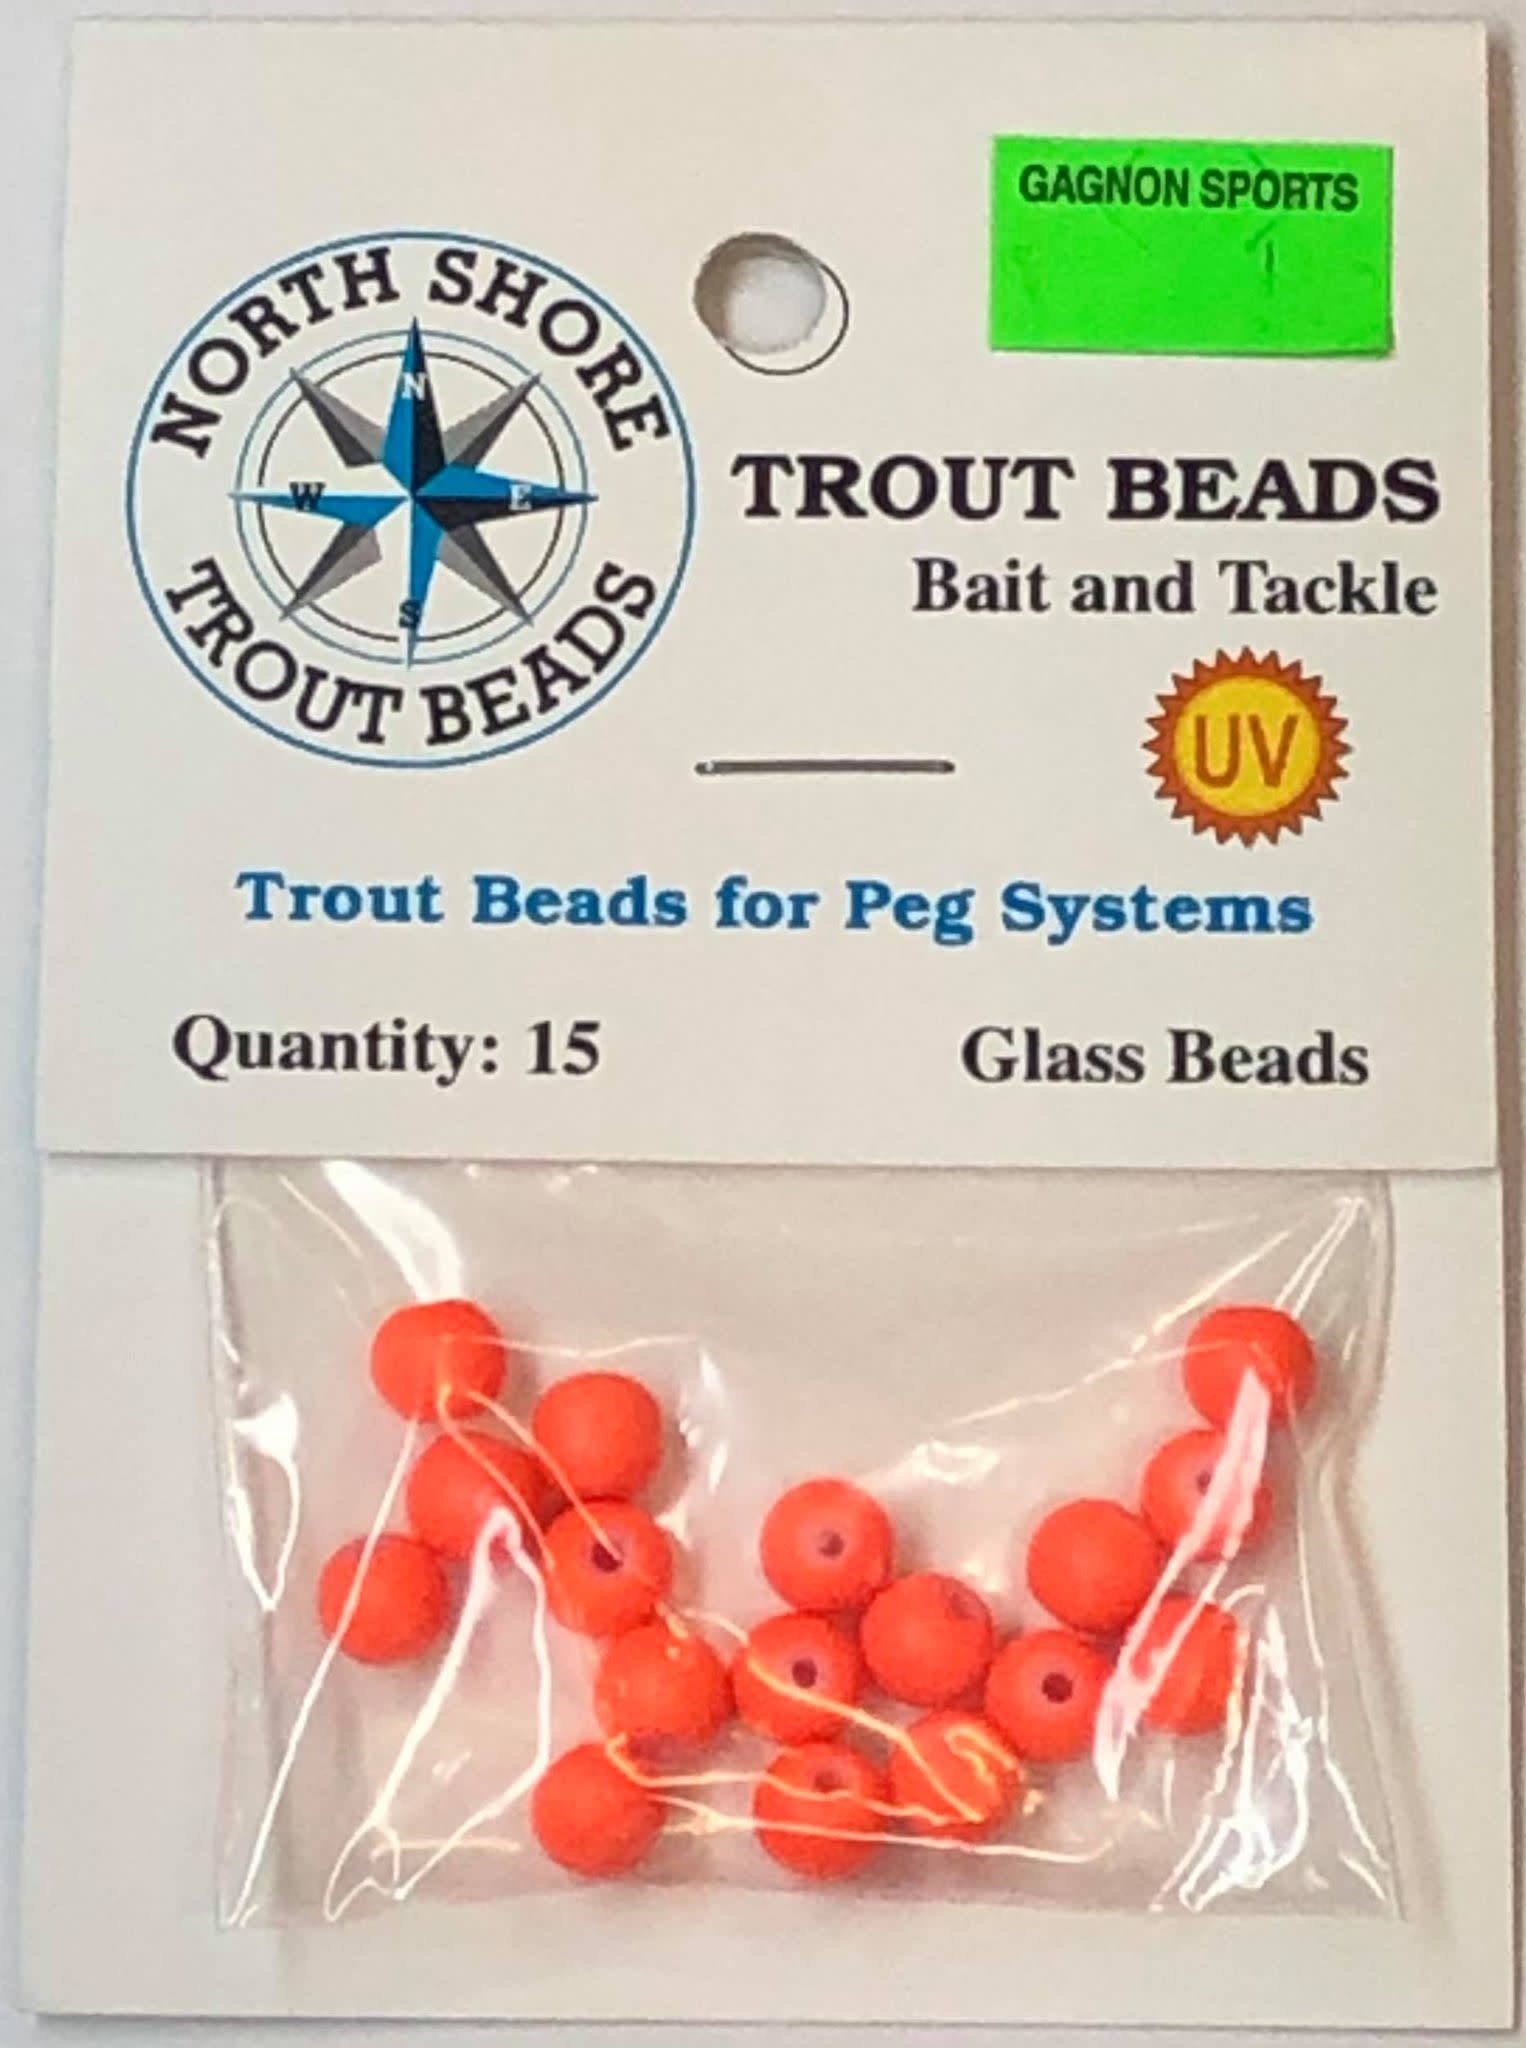 GAGNON SPORTS
NORTH SHORE
N
W
E
S
TROUT BEADS
TROUT BEADS
Bait and Tackle
UV
Trout Beads for Peg Systems
Quantity: 15
Glass Beads